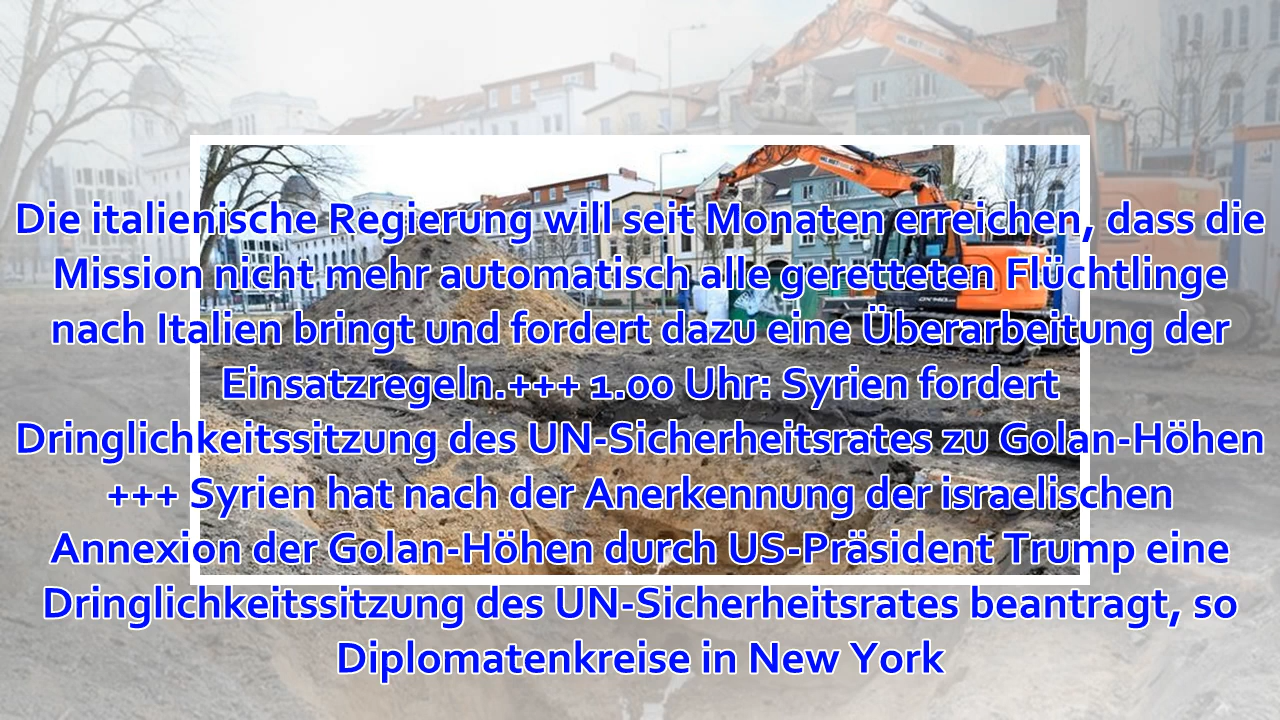 Die italienische Regierung will seit Monaten erreichen, dass die
Mission nicht mehr automatisch alle geretteten Flüchtlinge
nach Italien bringt und fordert dazu eine Überarbeitung der
Einsatzregeln.+++ 1.00 Uhr: Syrien fordert
Dringlichkeitssitzung des UN-Sicherheitsrates zu Golan-Höhen
+++ Syrien hat nach der Anerkennung der israelischen
Annexion der Golan-Höhen durch US-Präsident Trump eine
Dringlichkeitssitzung des UN-Sicherheitsrates beantragt, so
Diplomatenkreise in New York